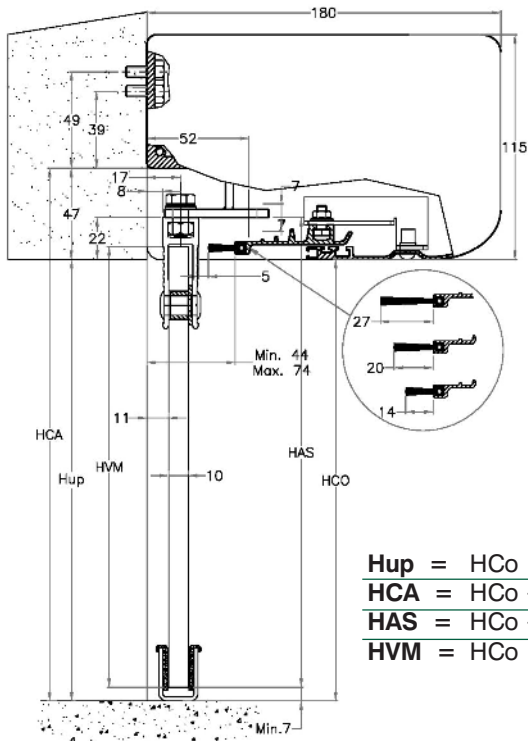 180
49
39
52
115
17
8
7
47
22
7
5
27
20
14
Min. 44
Max. 74
11
10
HCA
Hup
HVM
HAS
HCO
Min.7
Hup = HCo
HCA = HCo
HAS = HCo
HVM = HCo